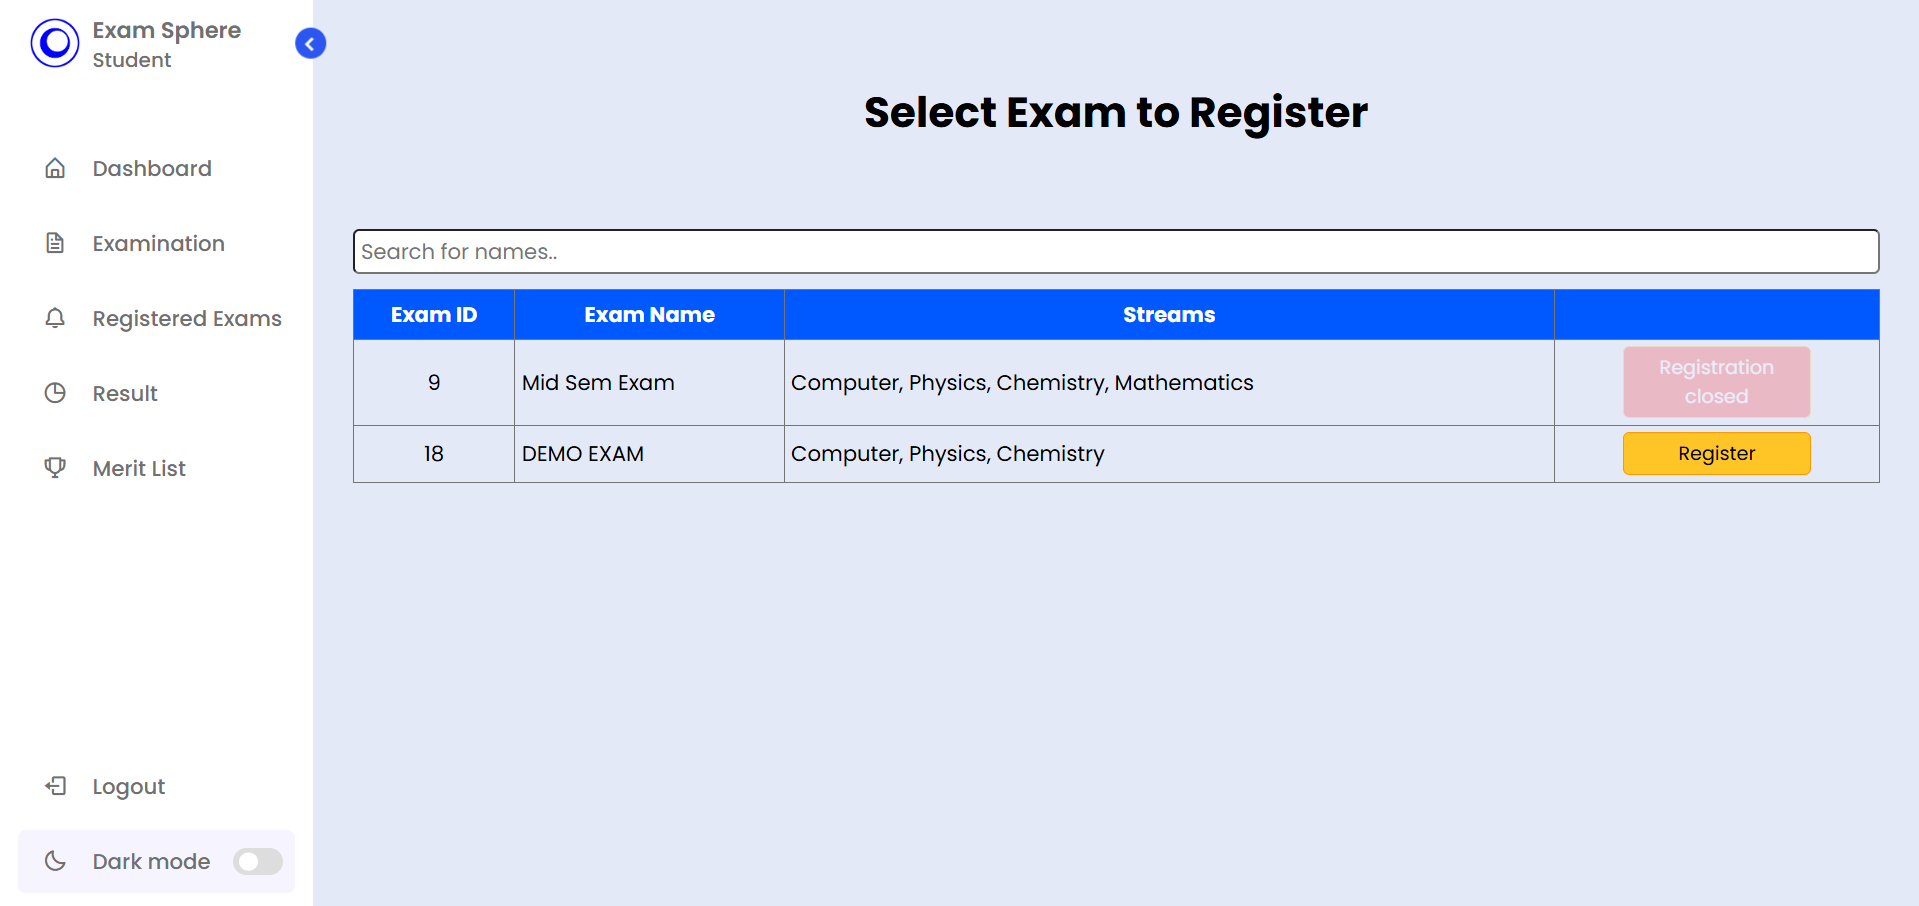 Exam Sphere
Student
Dashboard
Examination
Registered Exams
Result
Merit List
Logout
Dark mode
Select Exam to Register
Search for names..
Exam ID Exam Name Streams
9 Mid Sem Exam Computer, Physics, Chemistry, Mathematics Registration
closed
18 DEMO EXAM Computer, Physics, Chemistry Register